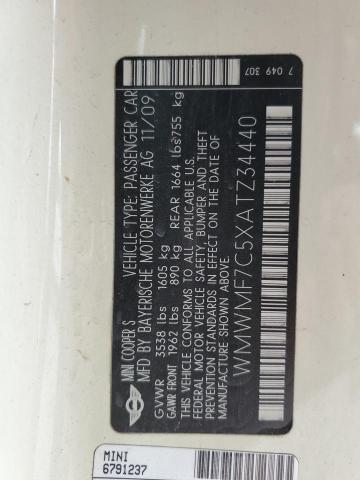 MINI COOPER S VEHICLE TYPE: PASSENGER CAR
MFD BY BAYERISCHE MOTORENWERKE AG 11/09
GVWR 3538 lbs 1605 kg
GAWR FRONT 1962 lbs 890 kg REAR 1664 lbs 755 kg
THIS VEHICLE CONFORMS TO ALL APPLICABLE U.S.
FEDERAL MOTOR VEHICLE SAFETY, BUMPER, AND THEFT
PREVENTION STANDARDS IN EFFECT ON THE DATE OF
MANUFACTURE SHOWN ABOVE.
WMWMF7C5XATZ34440
7 049 307
MINI
6791237